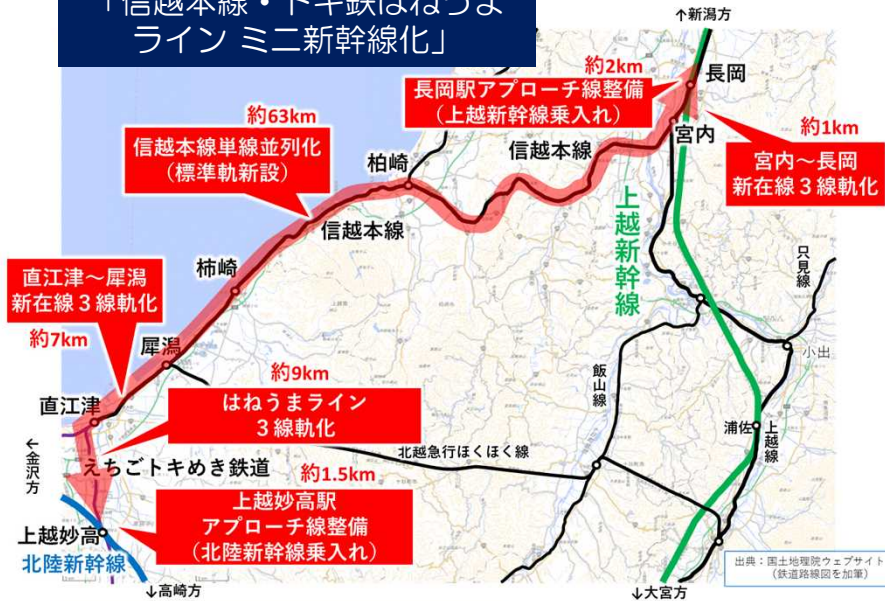 「信越本線・トキ鉄はねうま
ライン ミニ新幹線化」
↑新潟方
約2km
長岡駅アプローチ線整備
(上越新幹線乗入れ)
長岡
約63km
信越本線単線並列化
(標準軌新設)
宮内
約1km
宮内~長岡
新在線3線軌化
信越本線
柏崎
上越新幹線
信越本線
柿崎
直江津~犀潟
新在線3線軌化
約7km
犀潟
只見線
小出
飯山線
約9km
はねうまライン
3線軌化
直江津
←金沢方
えちごトキめき鉄道
北越急行ほくほく線
浦佐
上越線
約1.5km
上越妙高駅
アプローチ線整備
(北陸新幹線乗入れ)
上越妙高
北陸新幹線
↓高崎方
↓大宮方
出典:国土地理院ウェブサイト
(鉄道路線図を加筆)